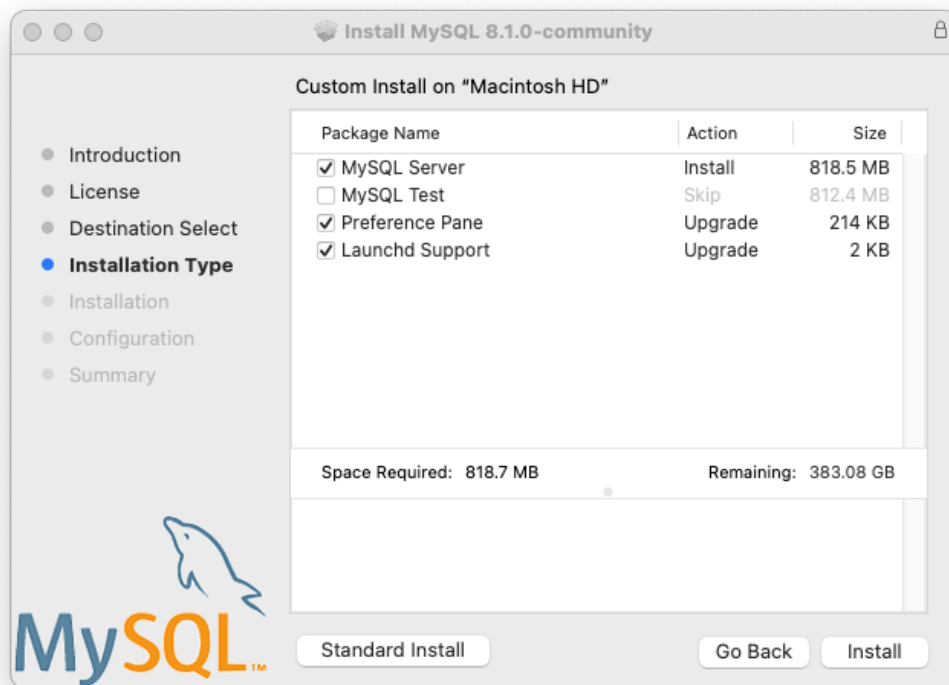 Install MySQL 8.1.0-community
Custom Install on “Macintosh HD”
Introduction
License
Destination Select
Installation Type
Installation
Configuration
Summary
Package Name Action Size
MySQL Server Install 818.5 MB
MySQL Test Skip 812.4 MB
Preference Pane Upgrade 214 KB
Launchd Support Upgrade 2 KB
Space Required: 818.7 MB Remaining: 383.08 GB
MySQL™
Standard Install Go Back Install